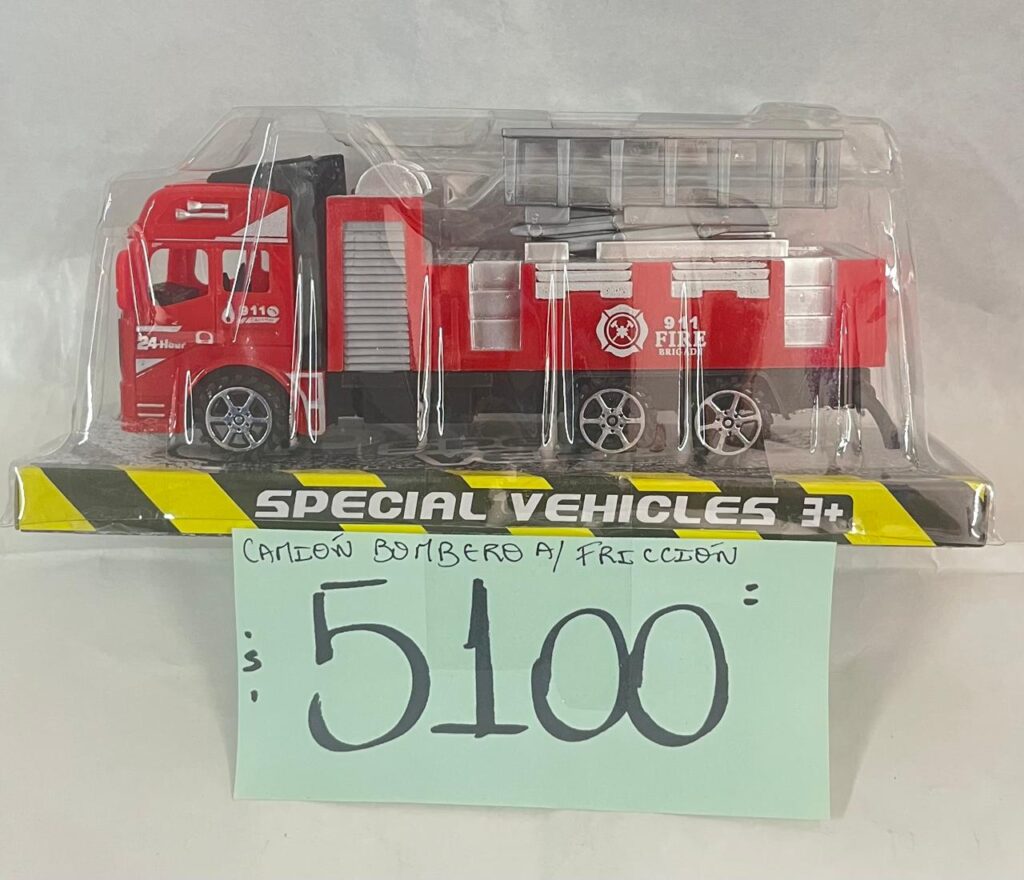 911
24-Hour
911
FIRE
BRIGADE
SPECIAL VEHICLES 3+
CAMIÓN BOMBERO A/ FRICCIÓN
$ 5100=